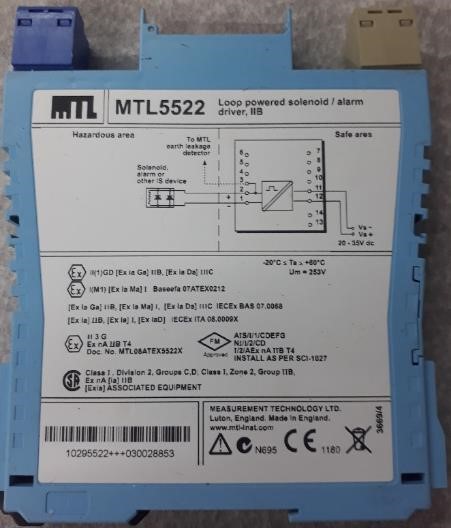 MTL
MTL5522
Loop powered solenoid / alarm
driver, IIB
Hazardous area
Safe area
To MTL
earth leakage
detector
Solenoid,
alarm or
other IS device
6
5
4
3
2
1
+
−
7
8
9
10
11
12
14
13
Vs −
Vs +
20 - 35V dc
-20°C ≤ Ta ≤ +60°C
Um = 253V
Ex
II(1)GD [Ex ia Ga] IIB, [Ex ia Da] IIIC
Ex
I(M1) [Ex ia Ma] I Baseefa 07ATEX0212
[Ex ia Ga] IIB, [Ex ia Ma] I, [Ex ia Da] IIIC IECEx BAS 07.0068
[Ex ia] IIB, [Ex ia] I, [Ex iaD] IECEx ITA 08.0009X
Ex
II 3 G
Ex nA IIB T4
Doc. No. MTL08ATEX5522X
FM
Approved
AIS/I/1/CDEFG
NI/I/2/CD
1/2/AEx nA IIB T4
INSTALL AS PER SCI-1027
Class I, Division 2, Groups C,D; Class I, Zone 2, Group IIB,
Ex nA [ia] IIB
[Exia] ASSOCIATED EQUIPMENT
MEASUREMENT TECHNOLOGY LTD.
Luton, England. Made in England.
www.mtl-inst.com
N695
CE 1180
3669/4
10295522+++030028853